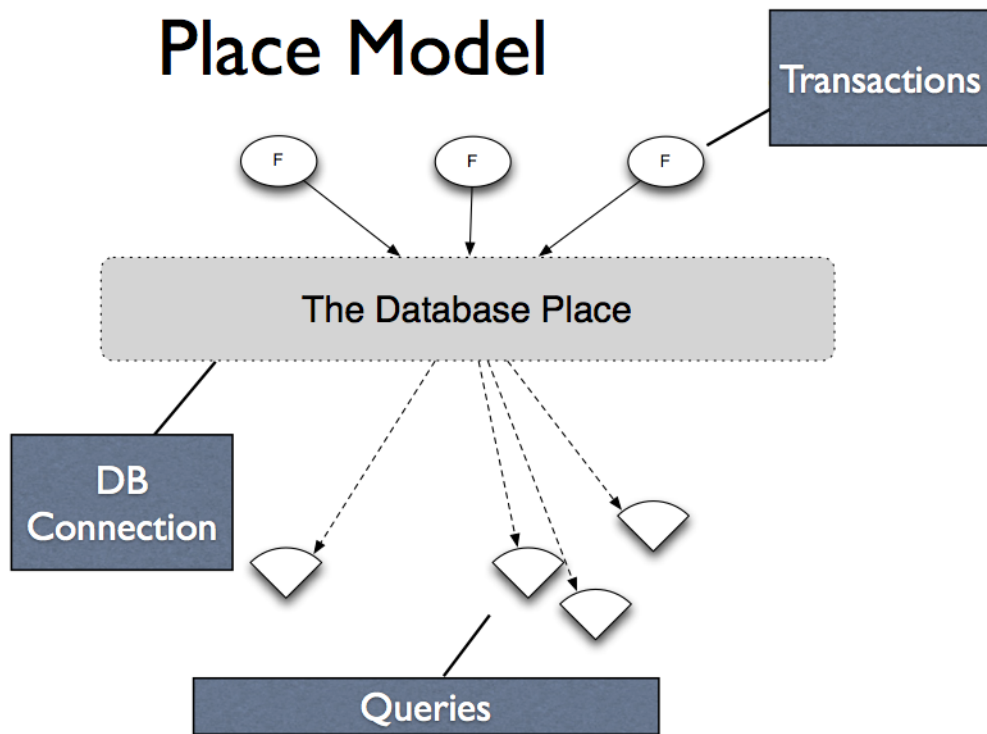 Place Model
Transactions
F
F
F
The Database Place
DB
Connection
Queries